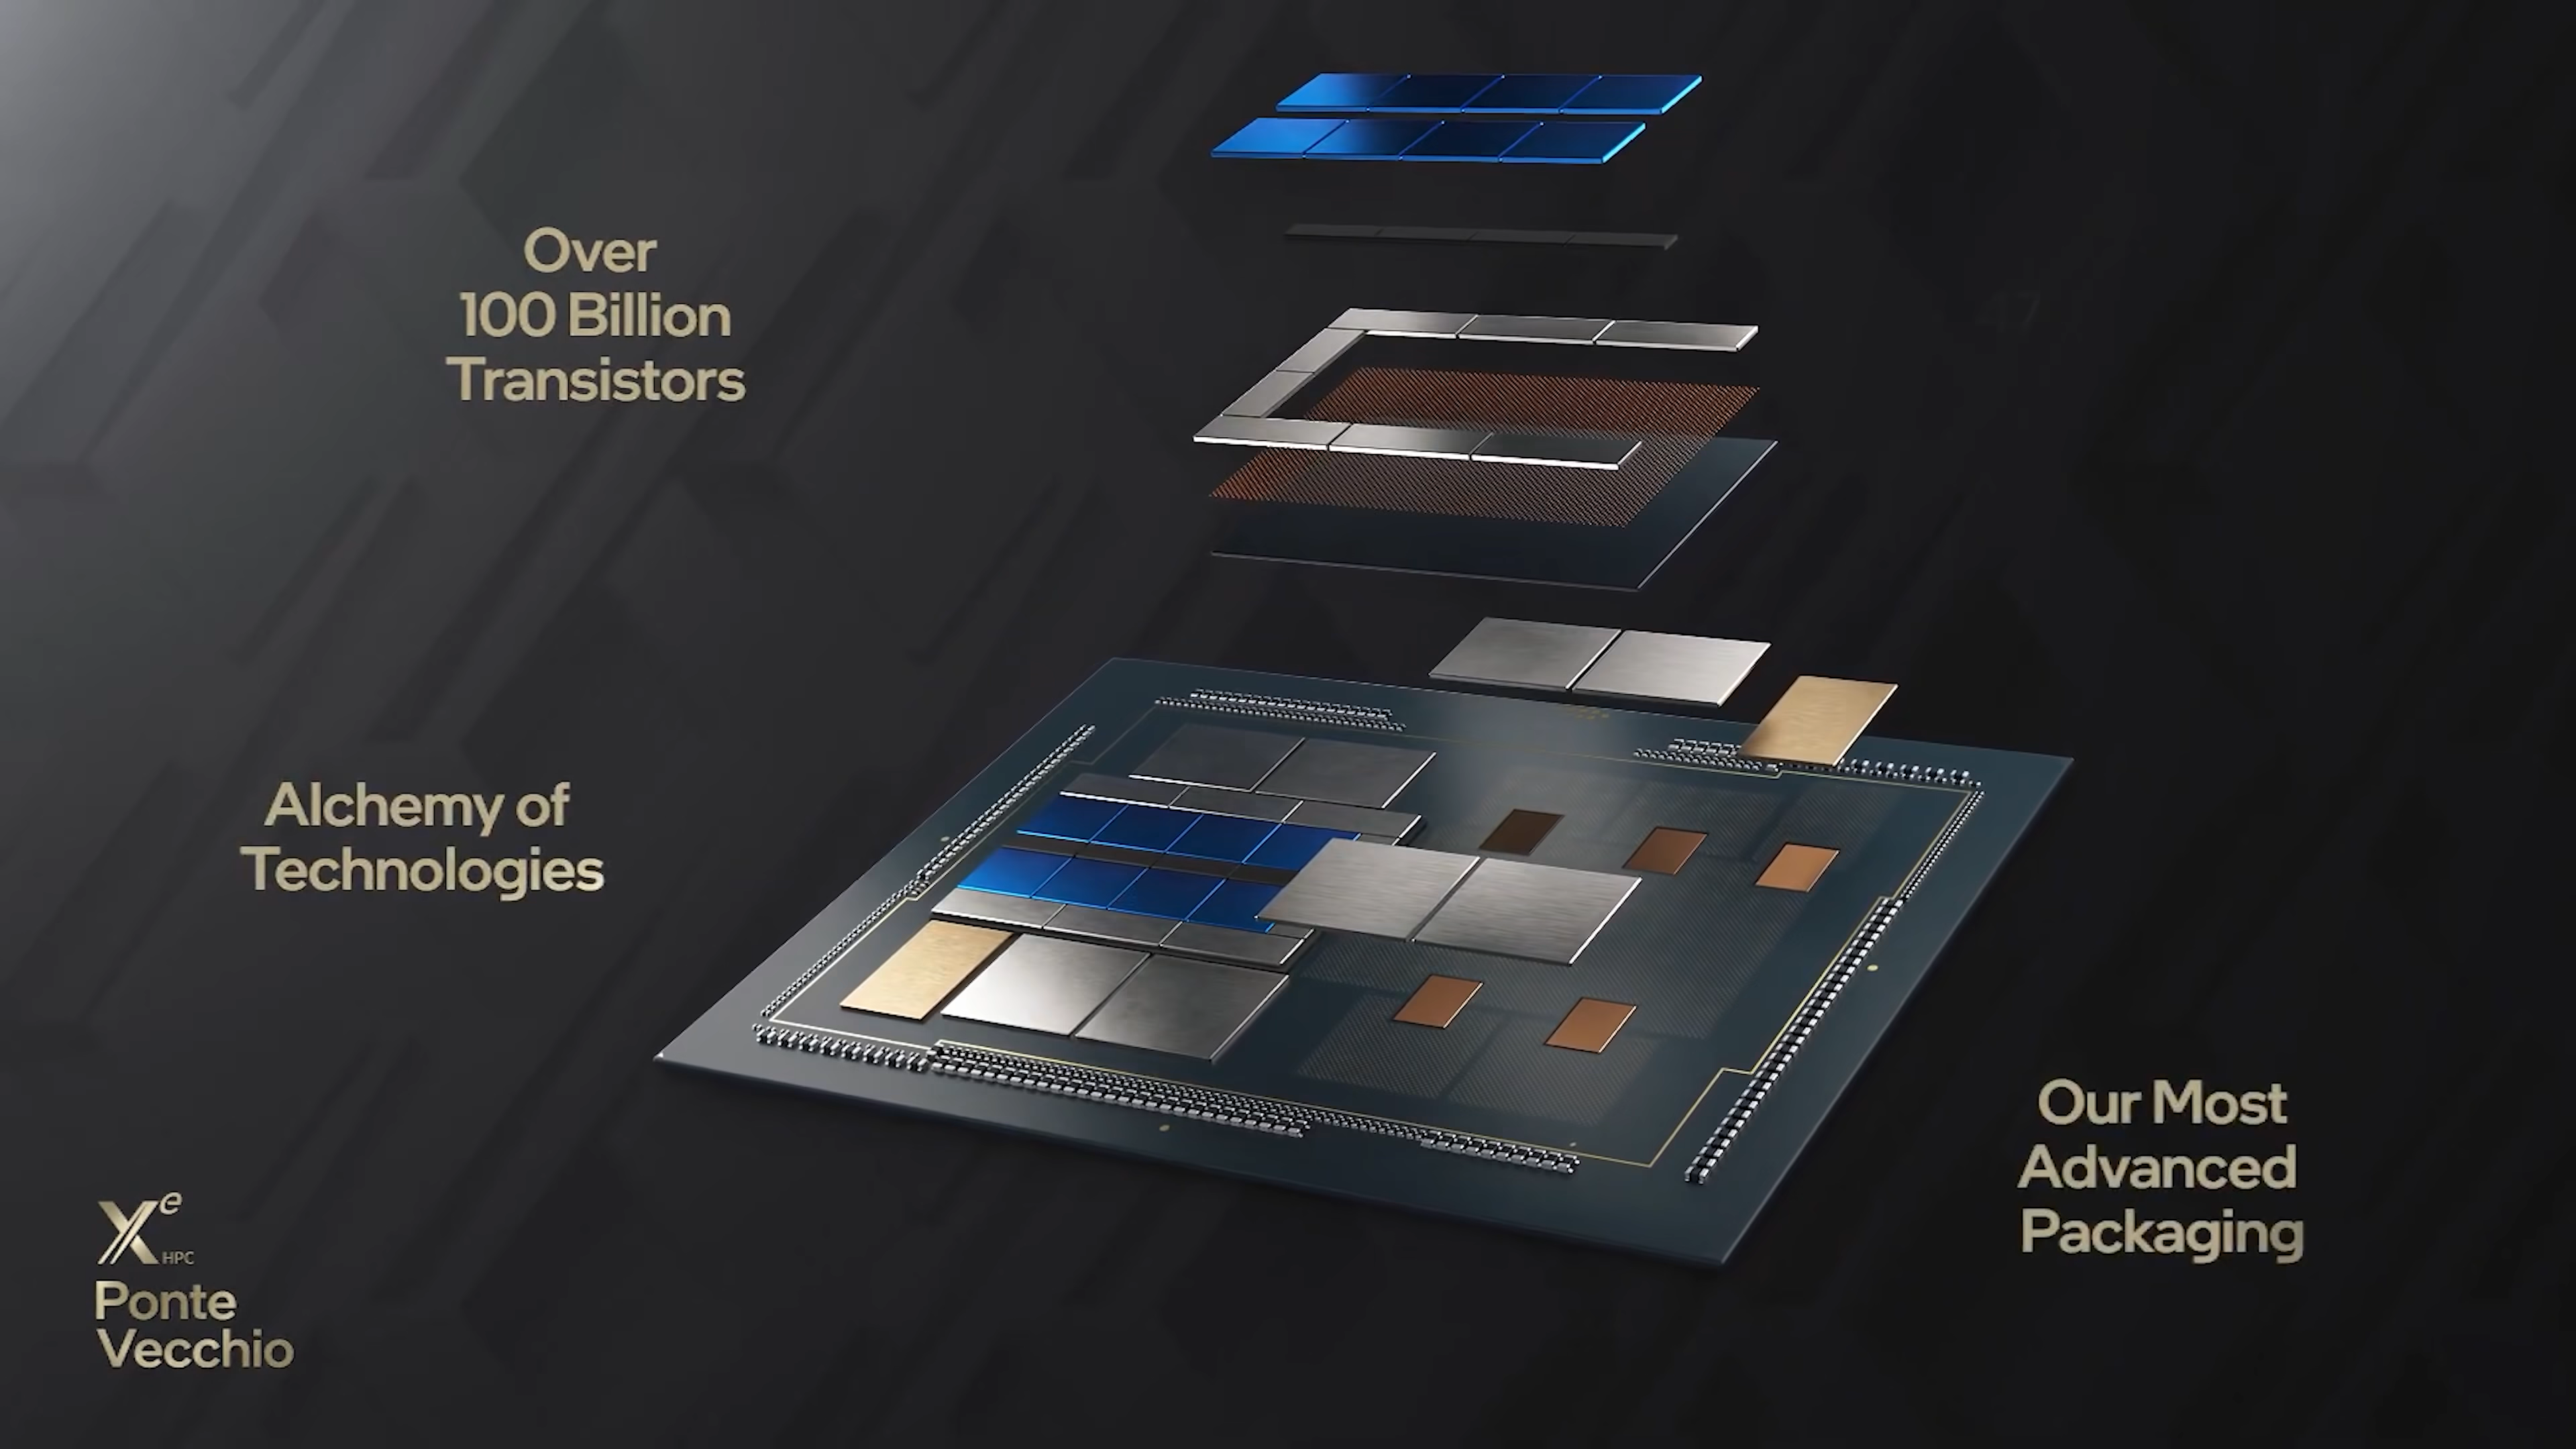 Over
100 Billion
Transistors
Alchemy of
Technologies
Our Most
Advanced
Packaging
Xe
HPC
Ponte
Vecchio